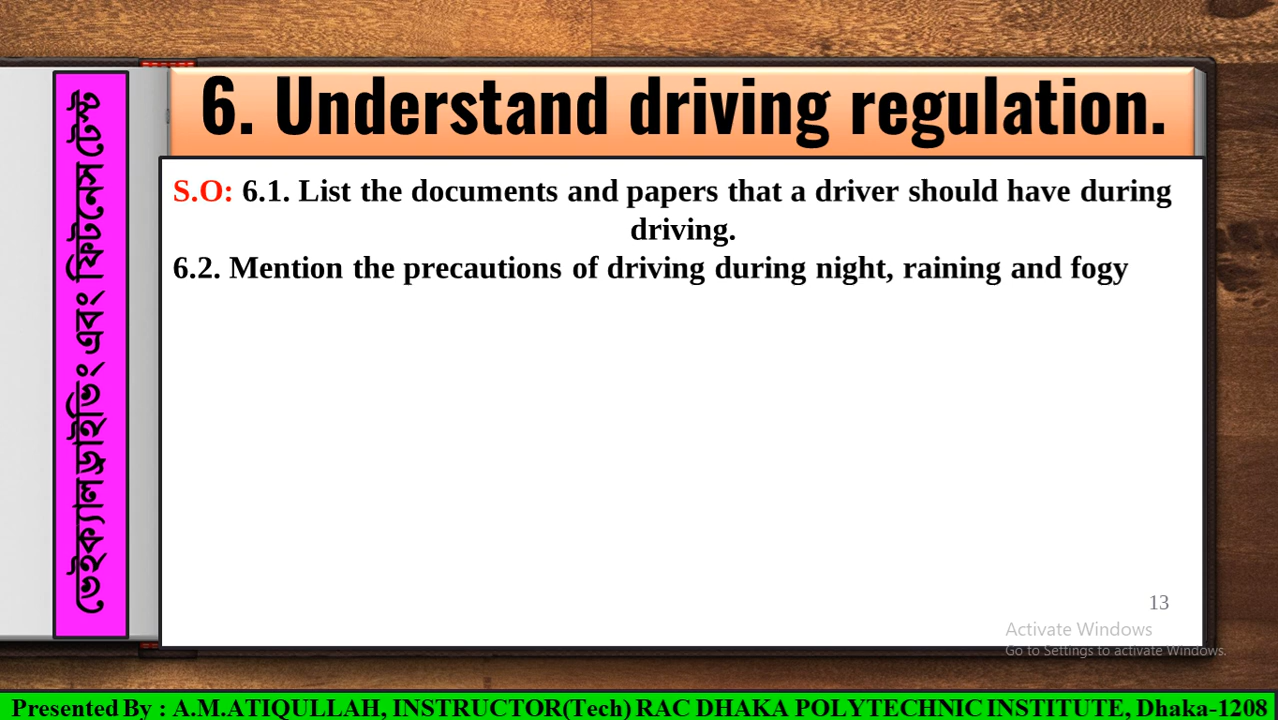 6. Understand driving regulation.
S.O: 6.1. List the documents and papers that a driver should have during
driving.
6.2. Mention the precautions of driving during night, raining and fogy
ভেইক্যাল ড্রাইভিং এবং ফিটনেস টেস্ট
13
Activate Windows
Go to Settings to activate Windows.
Presented By : A.M.ATIQULLAH, INSTRUCTOR(Tech) RAC DHAKA POLYTECHNIC INSTITUTE, Dhaka-1208